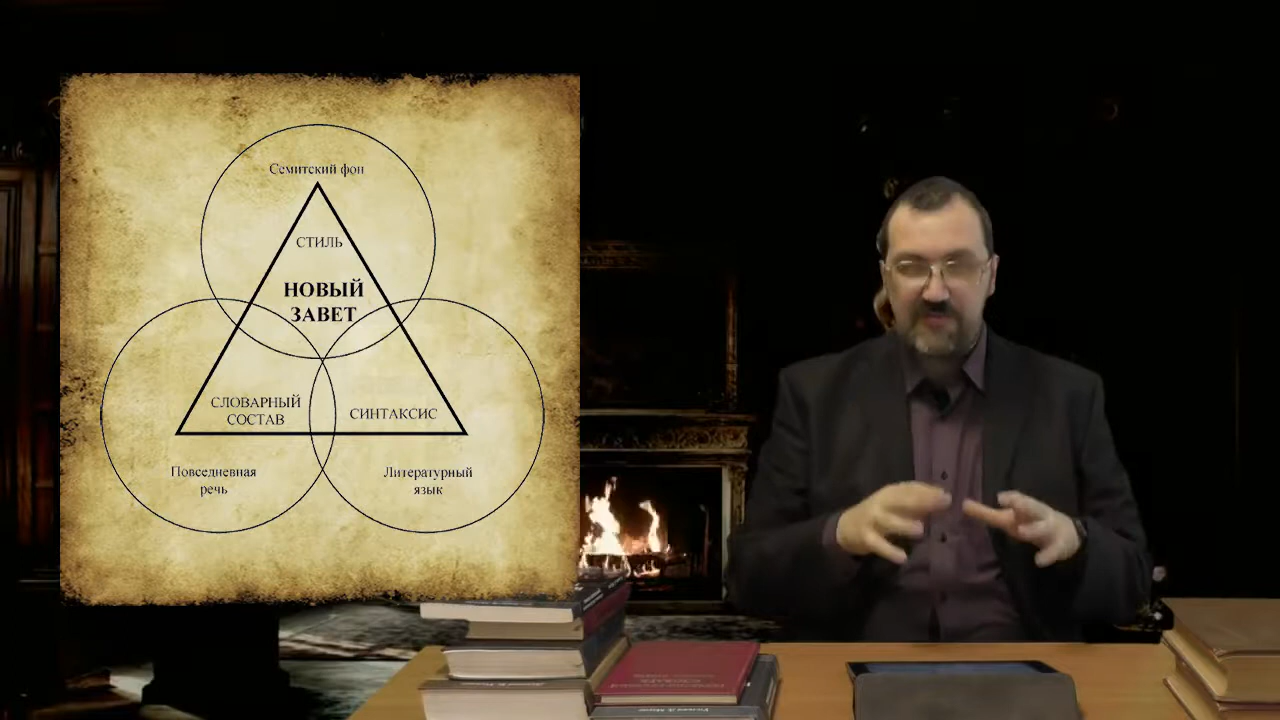 Семитский фон
СТИЛЬ
НОВЫЙ
ЗАВЕТ
СЛОВАРНЫЙ
СОСТАВ
СИНТАКСИС
Повседневная
речь
Литературный
язык